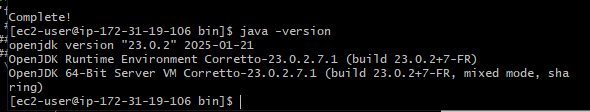 Complete!
[ec2-user@ip-172-31-19-106 bin]$ java -version
openjdk version "23.0.2" 2025-01-21
OpenJDK Runtime Environment Corretto-23.0.2.7.1 (build 23.0.2+7-FR)
OpenJDK 64-Bit Server VM Corretto-23.0.2.7.1 (build 23.0.2+7-FR, mixed mode, sha
ring)
[ec2-user@ip-172-31-19-106 bin]$